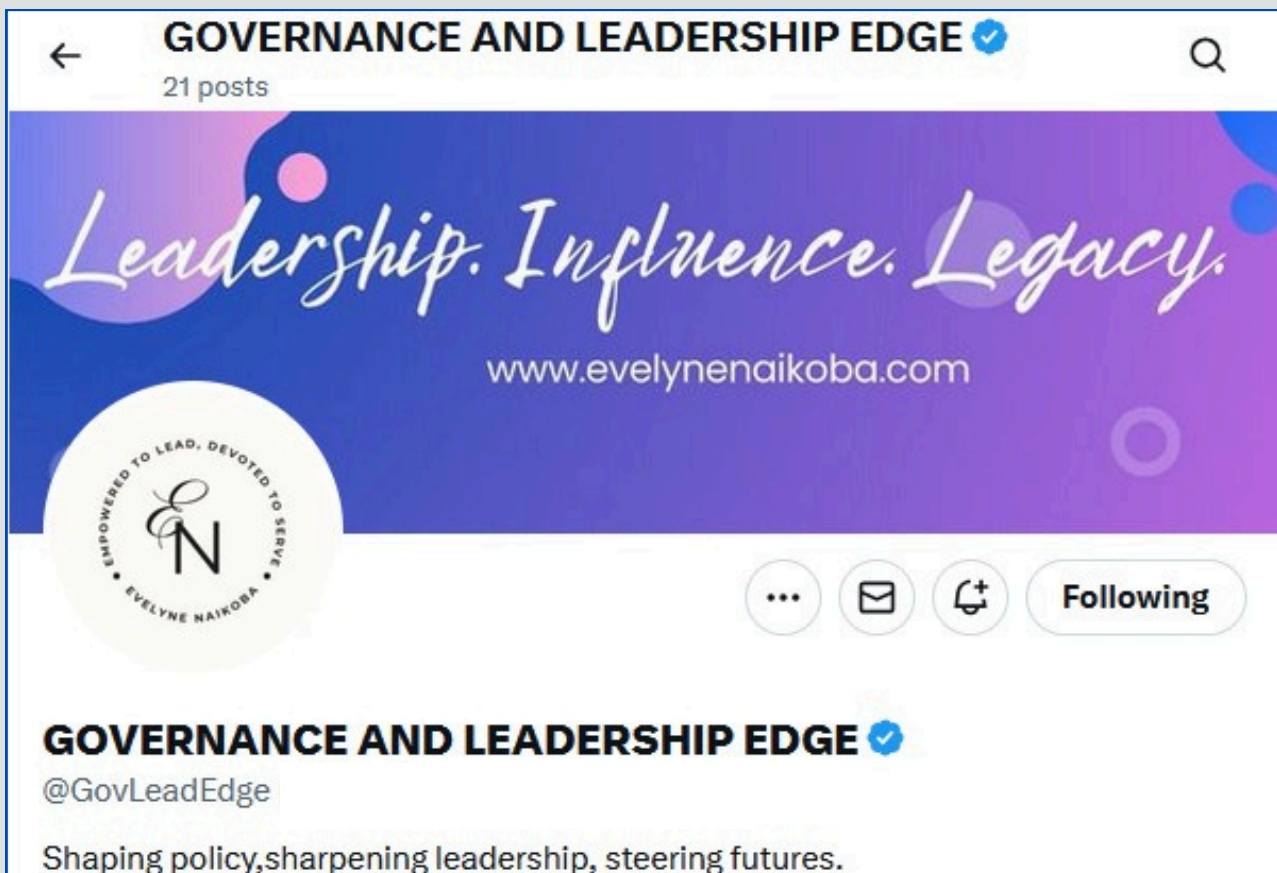 GOVERNANCE AND LEADERSHIP EDGE
21 posts
Leadership. Influence. Legacy.
www.evelynenaikoba.com
• EMPOWERED TO LEAD, DEVOTED TO SERVE •
EN
EVELYNE NAIKOBA
Following
GOVERNANCE AND LEADERSHIP EDGE
@GovLeadEdge
Shaping policy,sharpening leadership, steering futures.